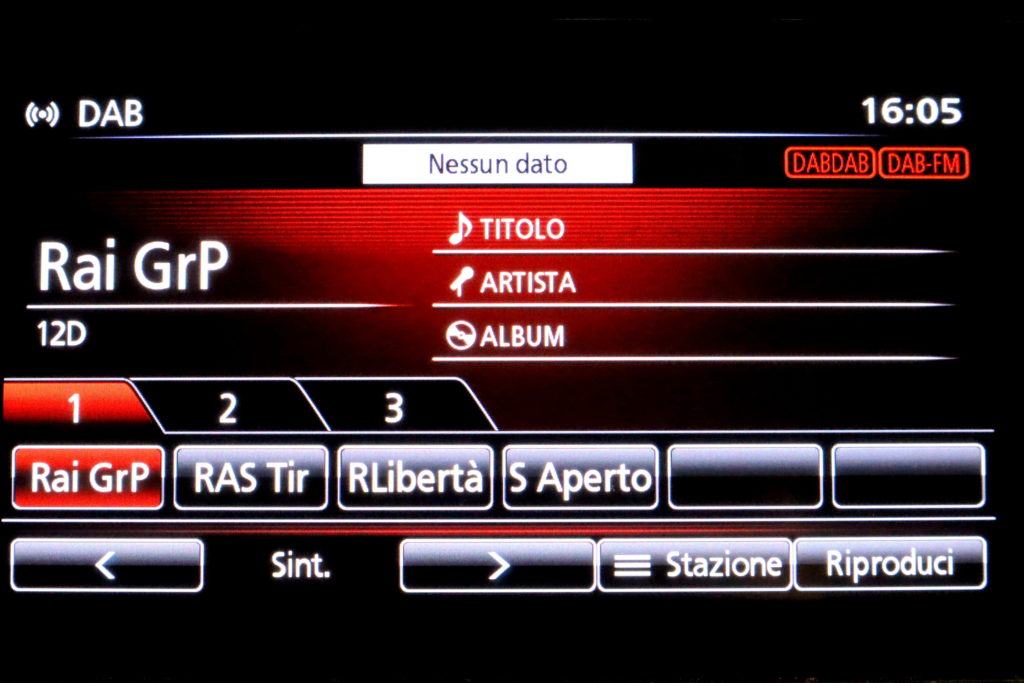 DAB 16:05
Nessun dato DABDAB DAB-FM
TITOLO
Rai GrP
ARTISTA
12D
ALBUM
1 2 3
Rai GrP RAS Tir RLibertà S Aperto
< Sint. > Stazione Riproduci